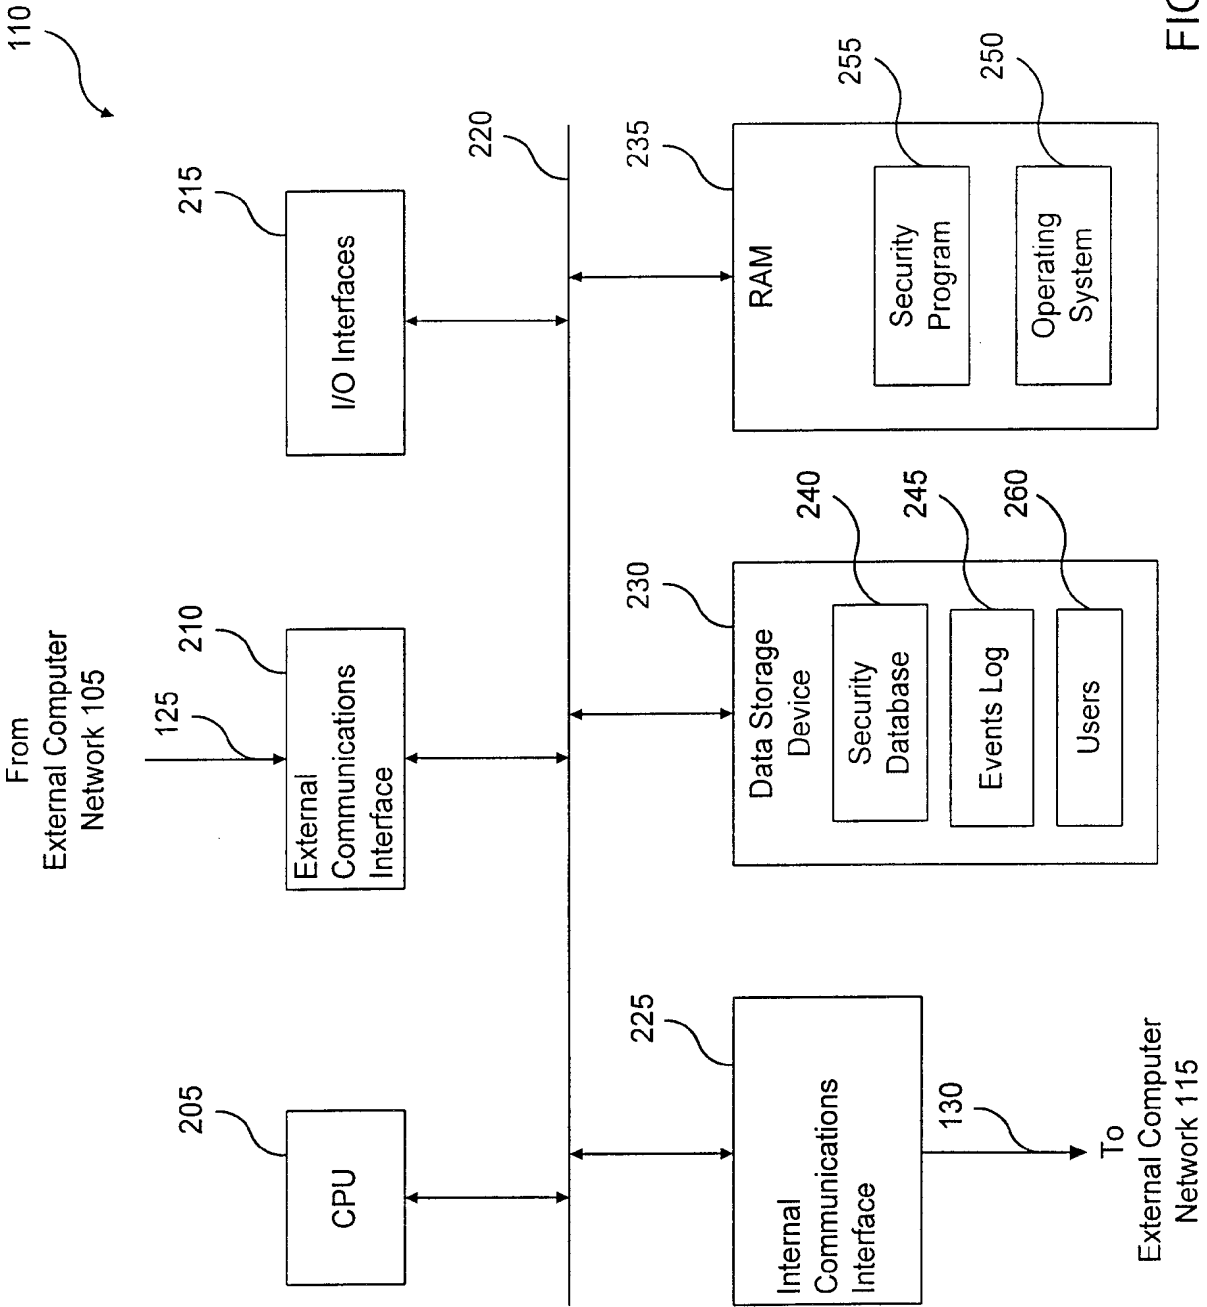 110
From
External Computer
Network 105
125
205
CPU
210
External
Communications
Interface
215
I/O Interfaces
220
225
Internal
Communications
Interface
130
To
External Computer
Network 115
230
Data Storage
Device
Security
Database
240
Events Log
245
Users
260
235
RAM
Security
Program
255
Operating
System
250